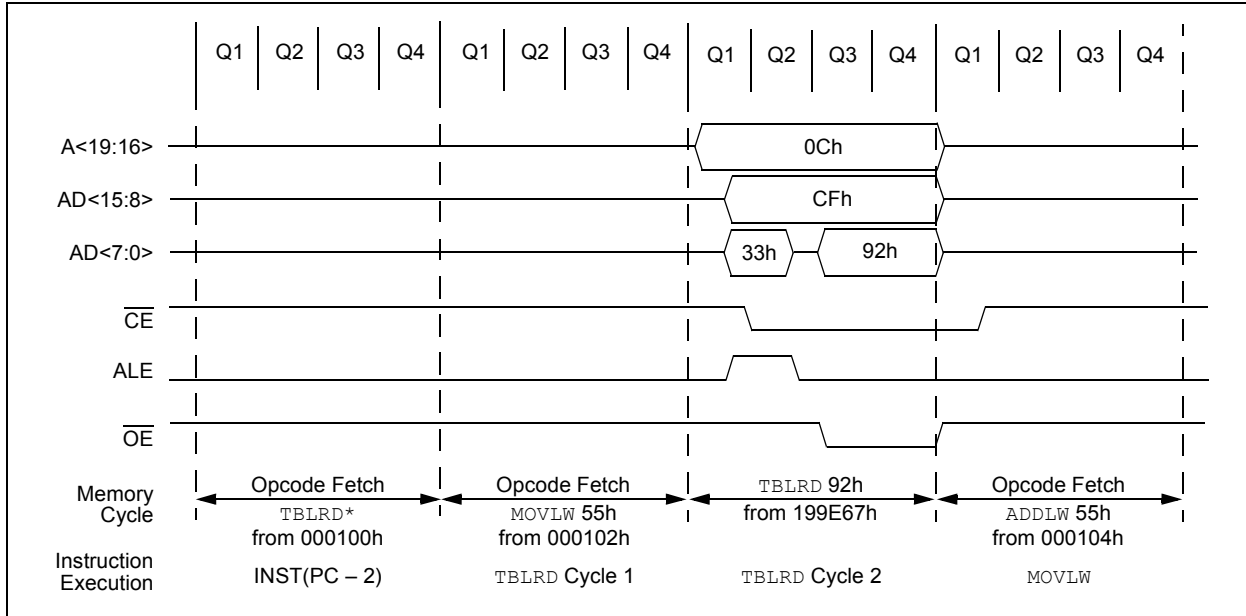 Q1 Q2 Q3 Q4 Q1 Q2 Q3 Q4 Q1 Q2 Q3 Q4 Q1 Q2 Q3 Q4
A<19:16> 0Ch
AD<15:8> CFh
AD<7:0> 33h 92h
CE
ALE
OE
Memory Cycle
Opcode Fetch
TBLRD*
from 000100h
Opcode Fetch
MOVLW 55h
from 000102h
TBLRD 92h
from 199E67h
Opcode Fetch
ADDLW 55h
from 000104h
Instruction
Execution
INST(PC – 2) TBLRD Cycle 1 TBLRD Cycle 2 MOVLW